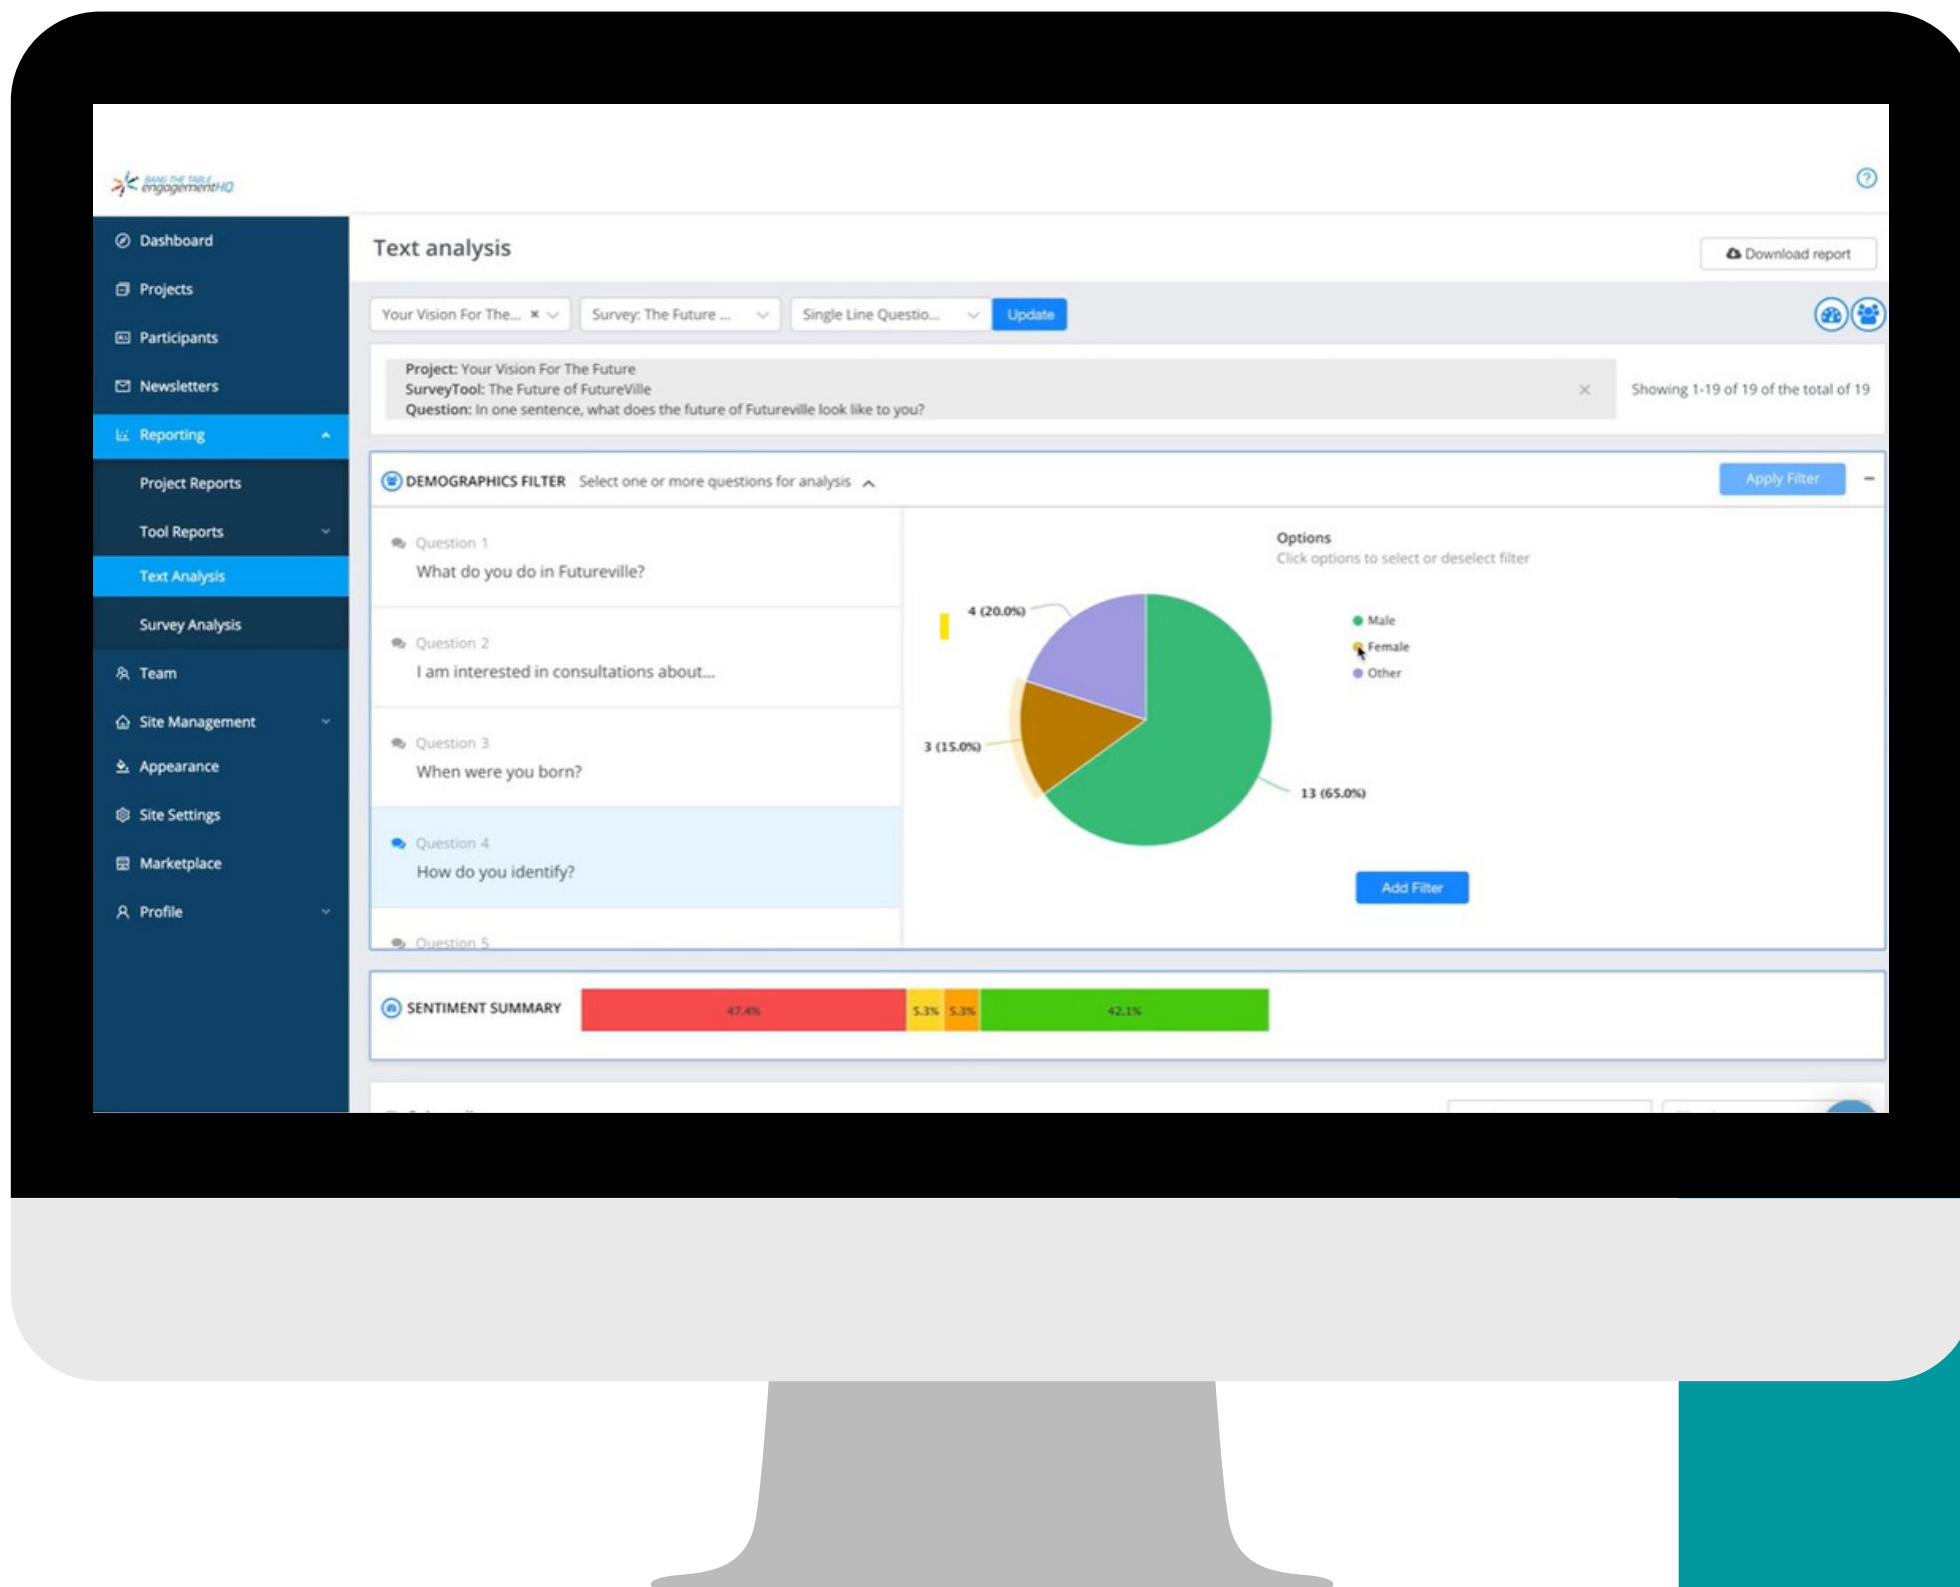 BANG THE TABLE
engagementHQ
Dashboard
Projects
Participants
Newsletters
Reporting
Project Reports
Tool Reports
Text Analysis
Survey Analysis
Team
Site Management
Appearance
Site Settings
Marketplace
Profile
Text analysis
Download report
Your Vision For The... × Survey: The Future ... Single Line Questio... Update
Project: Your Vision For The Future
SurveyTool: The Future of FutureVille
Question: In one sentence, what does the future of Futureville look like to you?
Showing 1-19 of 19 of the total of 19
DEMOGRAPHICS FILTER Select one or more questions for analysis
Apply Filter
Question 1
What do you do in Futureville?
Question 2
I am interested in consultations about...
Question 3
When were you born?
Question 4
How do you identify?
Question 5
Options
Click options to select or deselect filter
4 (20.0%)
3 (15.0%)
13 (65.0%)
Male
Female
Other
Add Filter
SENTIMENT SUMMARY
47.4% 5.3% 5.3% 42.1%